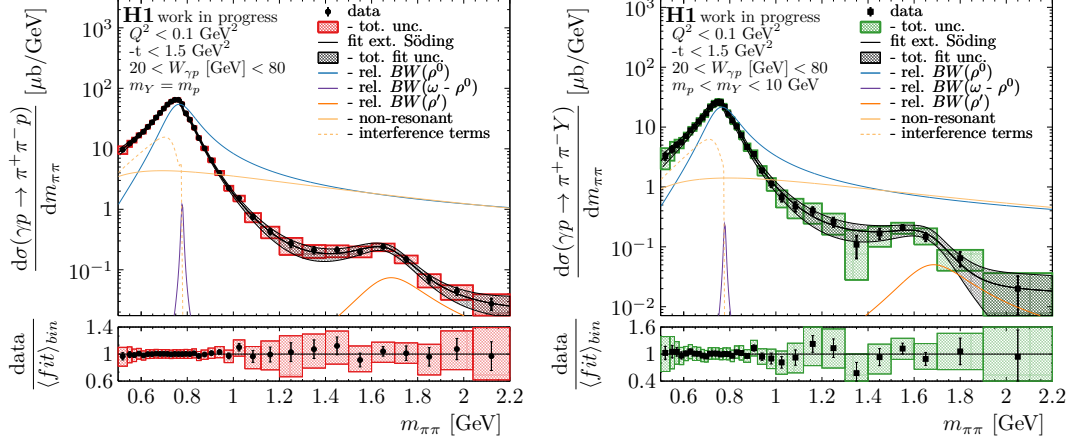 H1 work in progress
Q² < 0.1 GeV²
-t < 1.5 GeV²
20 < W_γp [GeV] < 80
m_Y = m_p
data
- tot. unc.
fit ext. Söding
- tot. fit unc.
- rel. BW(ρ⁰)
- rel. BW(ω - ρ⁰)
- rel. BW(ρ′)
- non-resonant
- interference terms
dσ(γp → π⁺π⁻p) / dm_ππ [μb/GeV]
10³
10²
10
1
10⁻¹
data / ⟨fit⟩_bin
1.4
1
0.6
0.6 0.8 1 1.2 1.4 1.6 1.8 2 2.2
m_ππ [GeV]
H1 work in progress
Q² < 0.1 GeV²
-t < 1.5 GeV²
20 < W_γp [GeV] < 80
m_p < m_Y < 10 GeV
data
- tot. unc.
fit ext. Söding
- tot. fit unc.
- rel. BW(ρ⁰)
- rel. BW(ω - ρ⁰)
- rel. BW(ρ′)
- non-resonant
- interference terms
dσ(γp → π⁺π⁻Y) / dm_ππ [μb/GeV]
10³
10²
10
1
10⁻¹
10⁻²
data / ⟨fit⟩_bin
1.6
1
0.4
0.6 0.8 1 1.2 1.4 1.6 1.8 2 2.2
m_ππ [GeV]